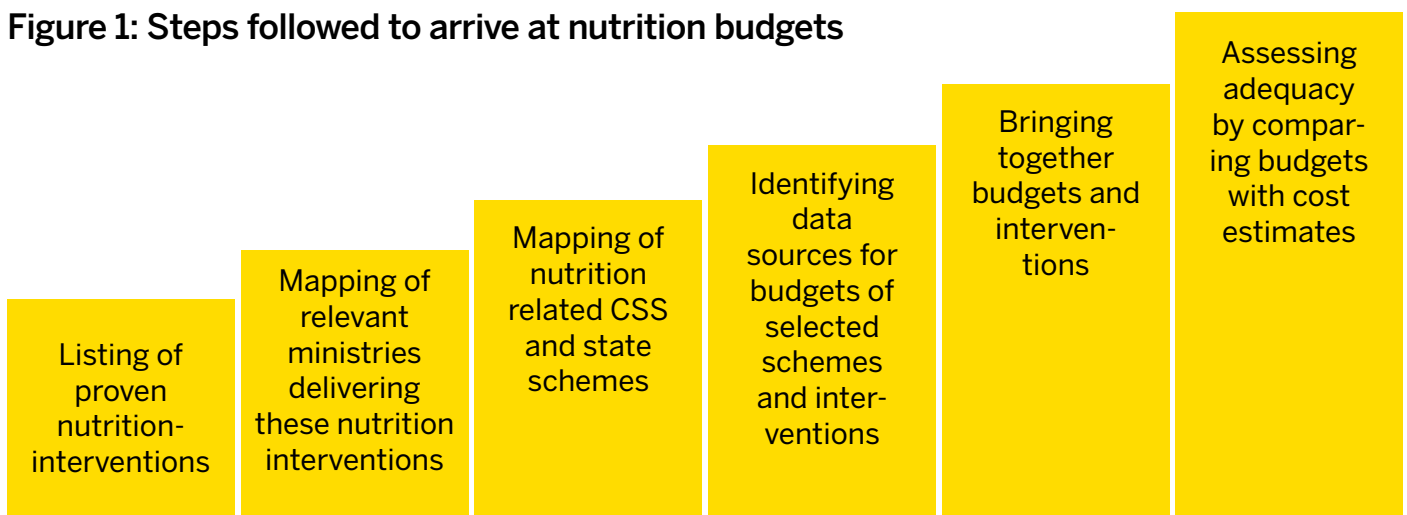 Figure 1: Steps followed to arrive at nutrition budgets
Listing of
proven
nutrition-
interventions
Mapping of
relevant
ministries
delivering
these nutrition
interventions
Mapping of
nutrition
related CSS
and state
schemes
Identifying
data
sources for
budgets of
selected
schemes
and inter-
ventions
Bringing
together
budgets and
interven-
tions
Assessing
adequacy
by compar-
ing budgets
with cost
estimates